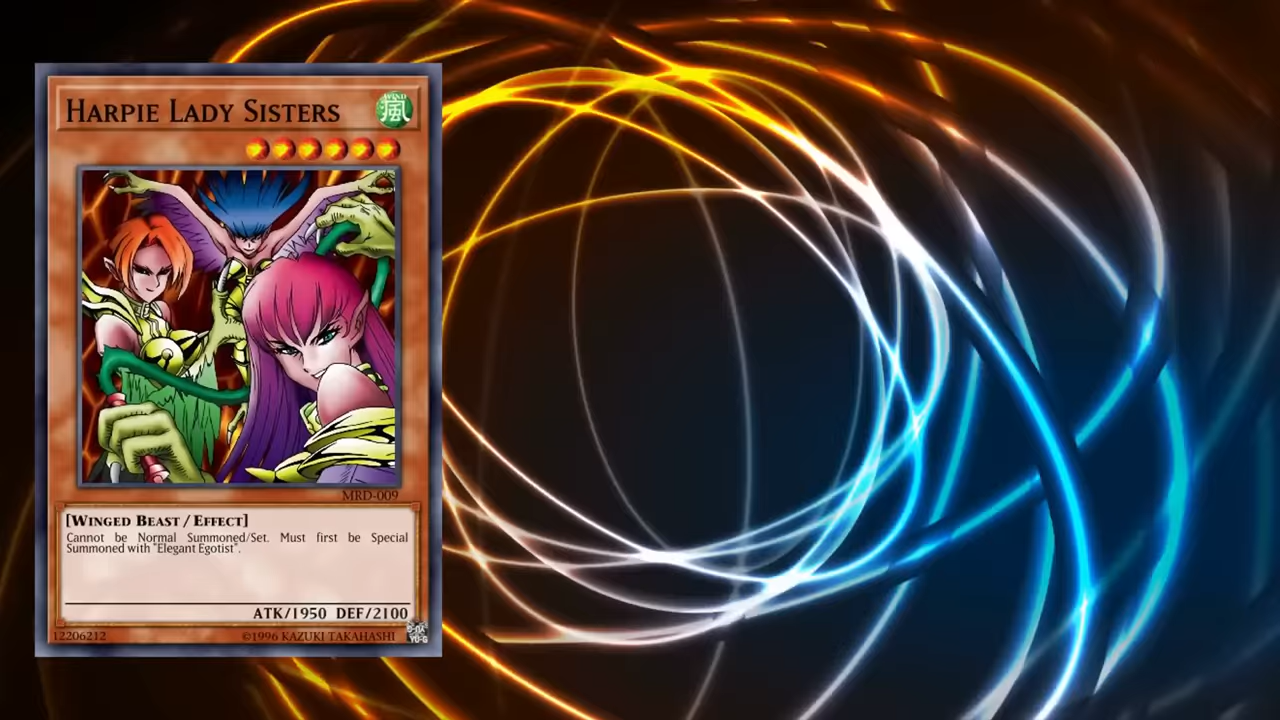 HARPIE LADY SISTERS
WIND
風
MRD-009
[WINGED BEAST / EFFECT]
Cannot be Normal Summoned/Set. Must first be Special
Summoned with "Elegant Egotist".
ATK/1950 DEF/2100
12206212
©1996 KAZUKI TAKAHASHI